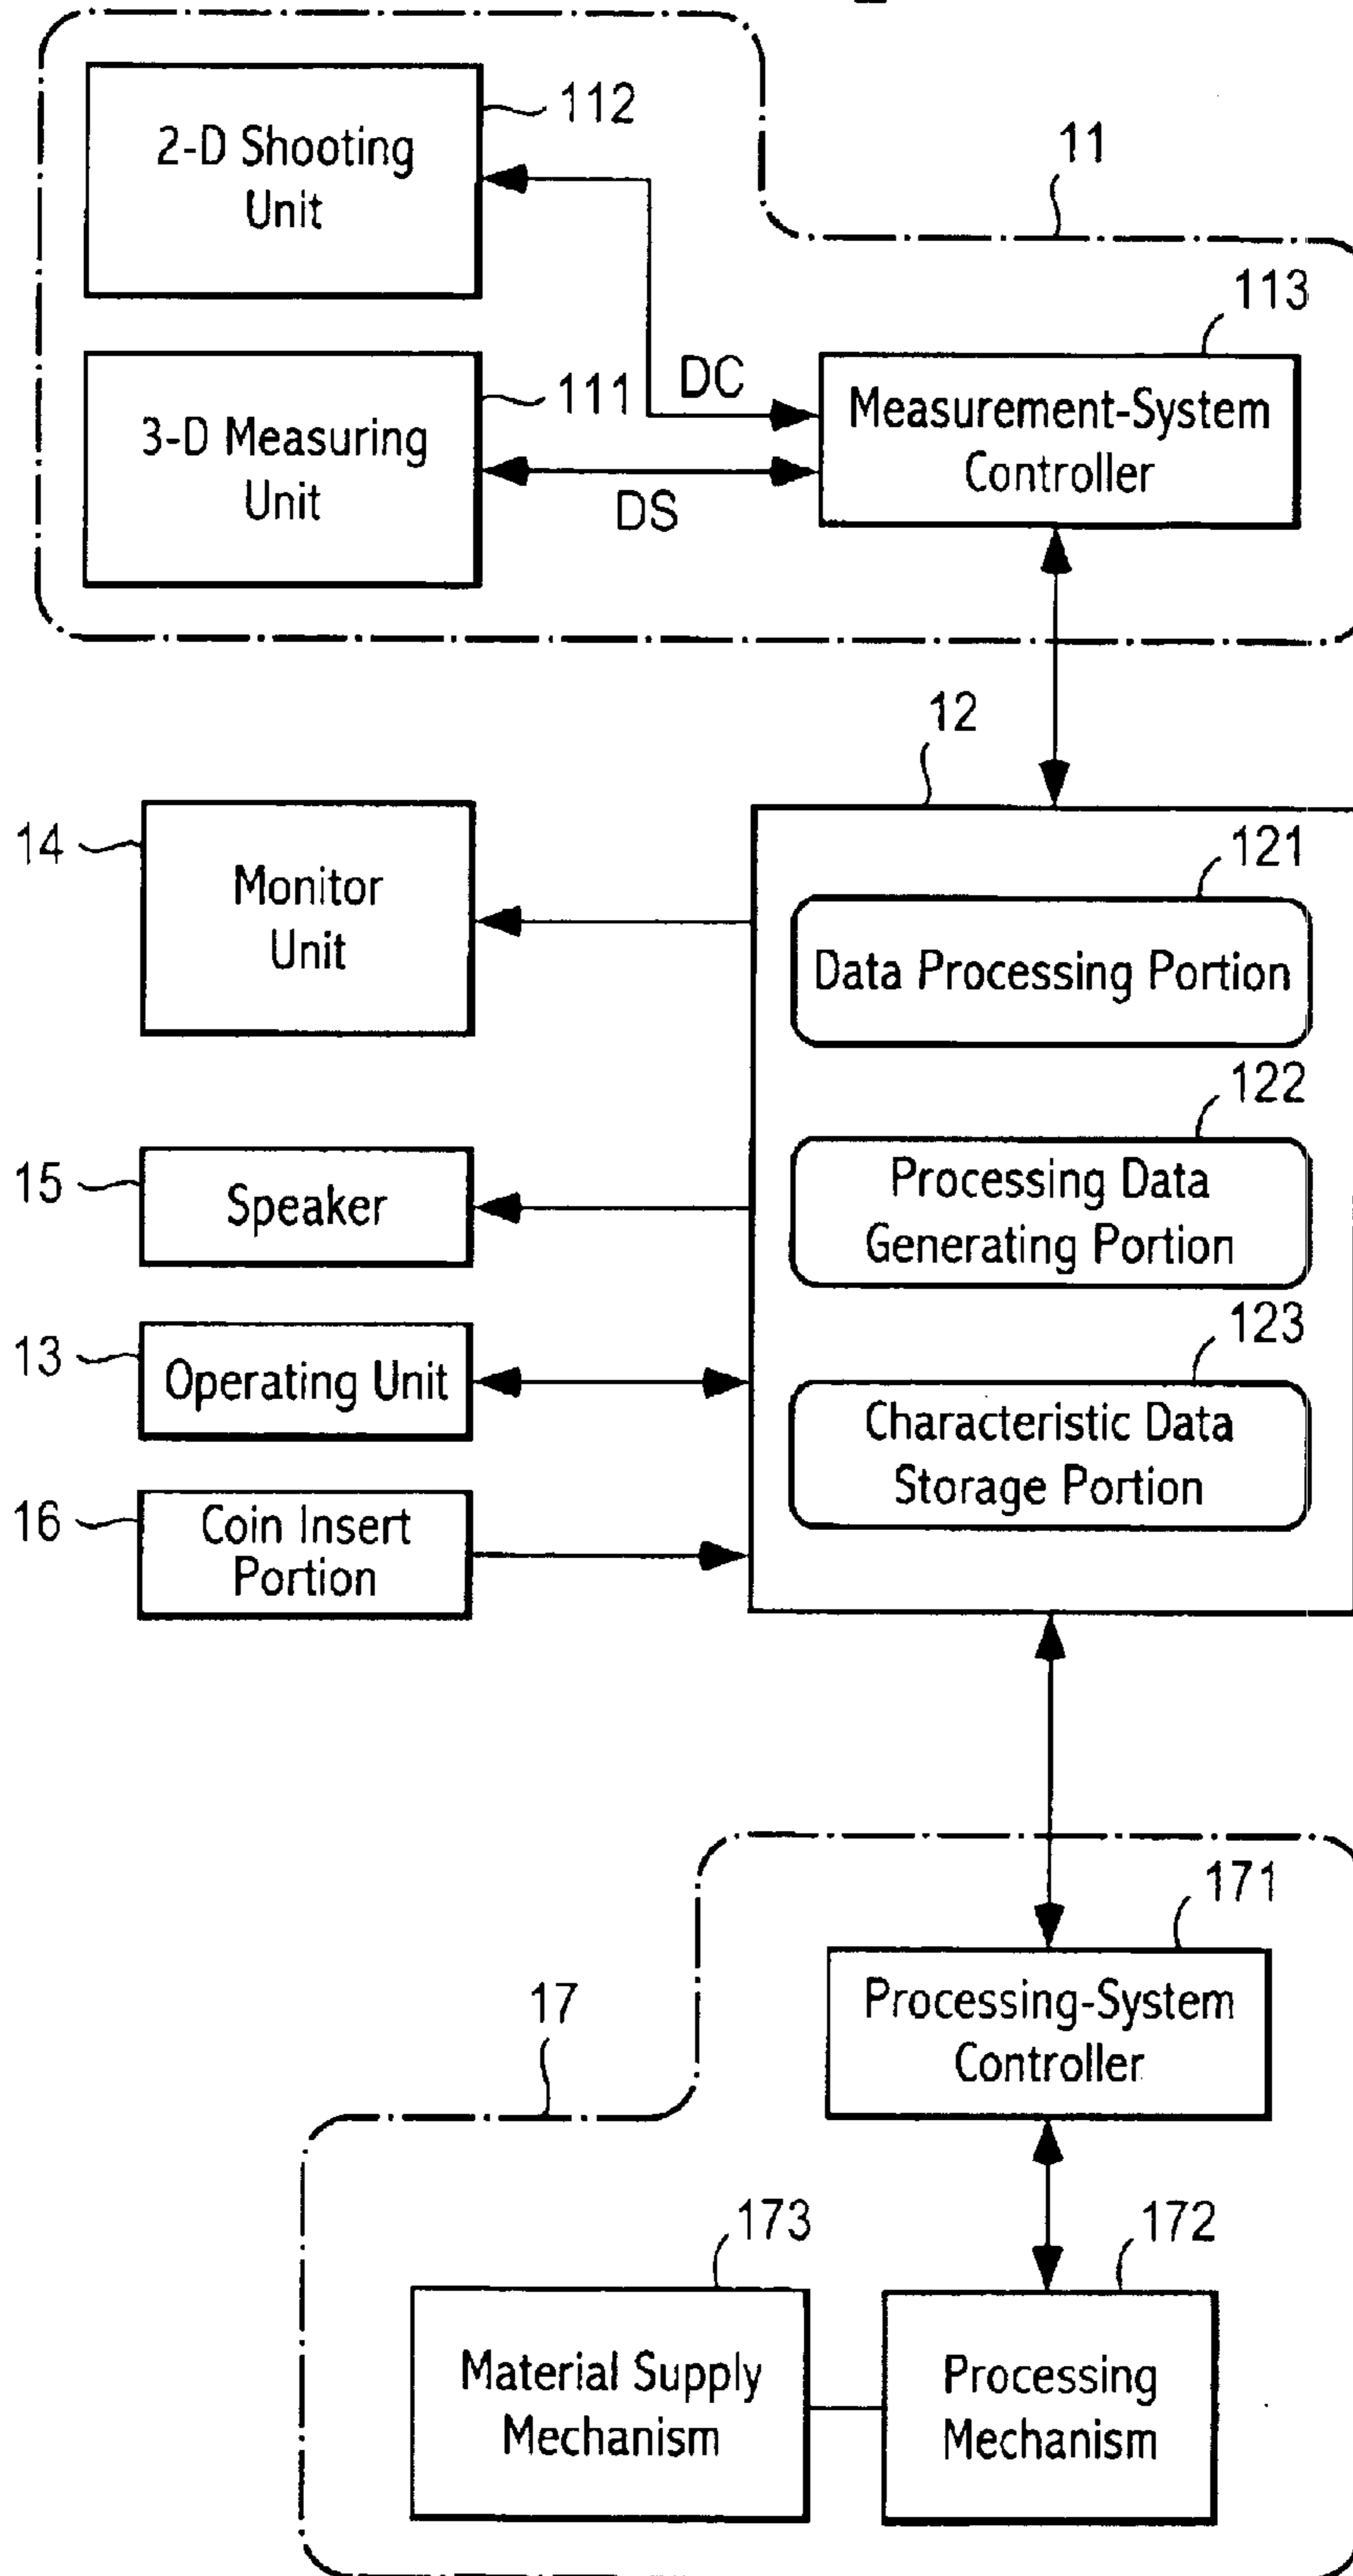 112
2-D Shooting
Unit
11
113
111
3-D Measuring
Unit
DC
DS
Measurement-System
Controller
12
14
Monitor
Unit
121
Data Processing Portion
122
Processing Data
Generating Portion
15
Speaker
13
Operating Unit
123
Characteristic Data
Storage Portion
16
Coin Insert
Portion
171
Processing-System
Controller
17
173
172
Material Supply
Mechanism
Processing
Mechanism